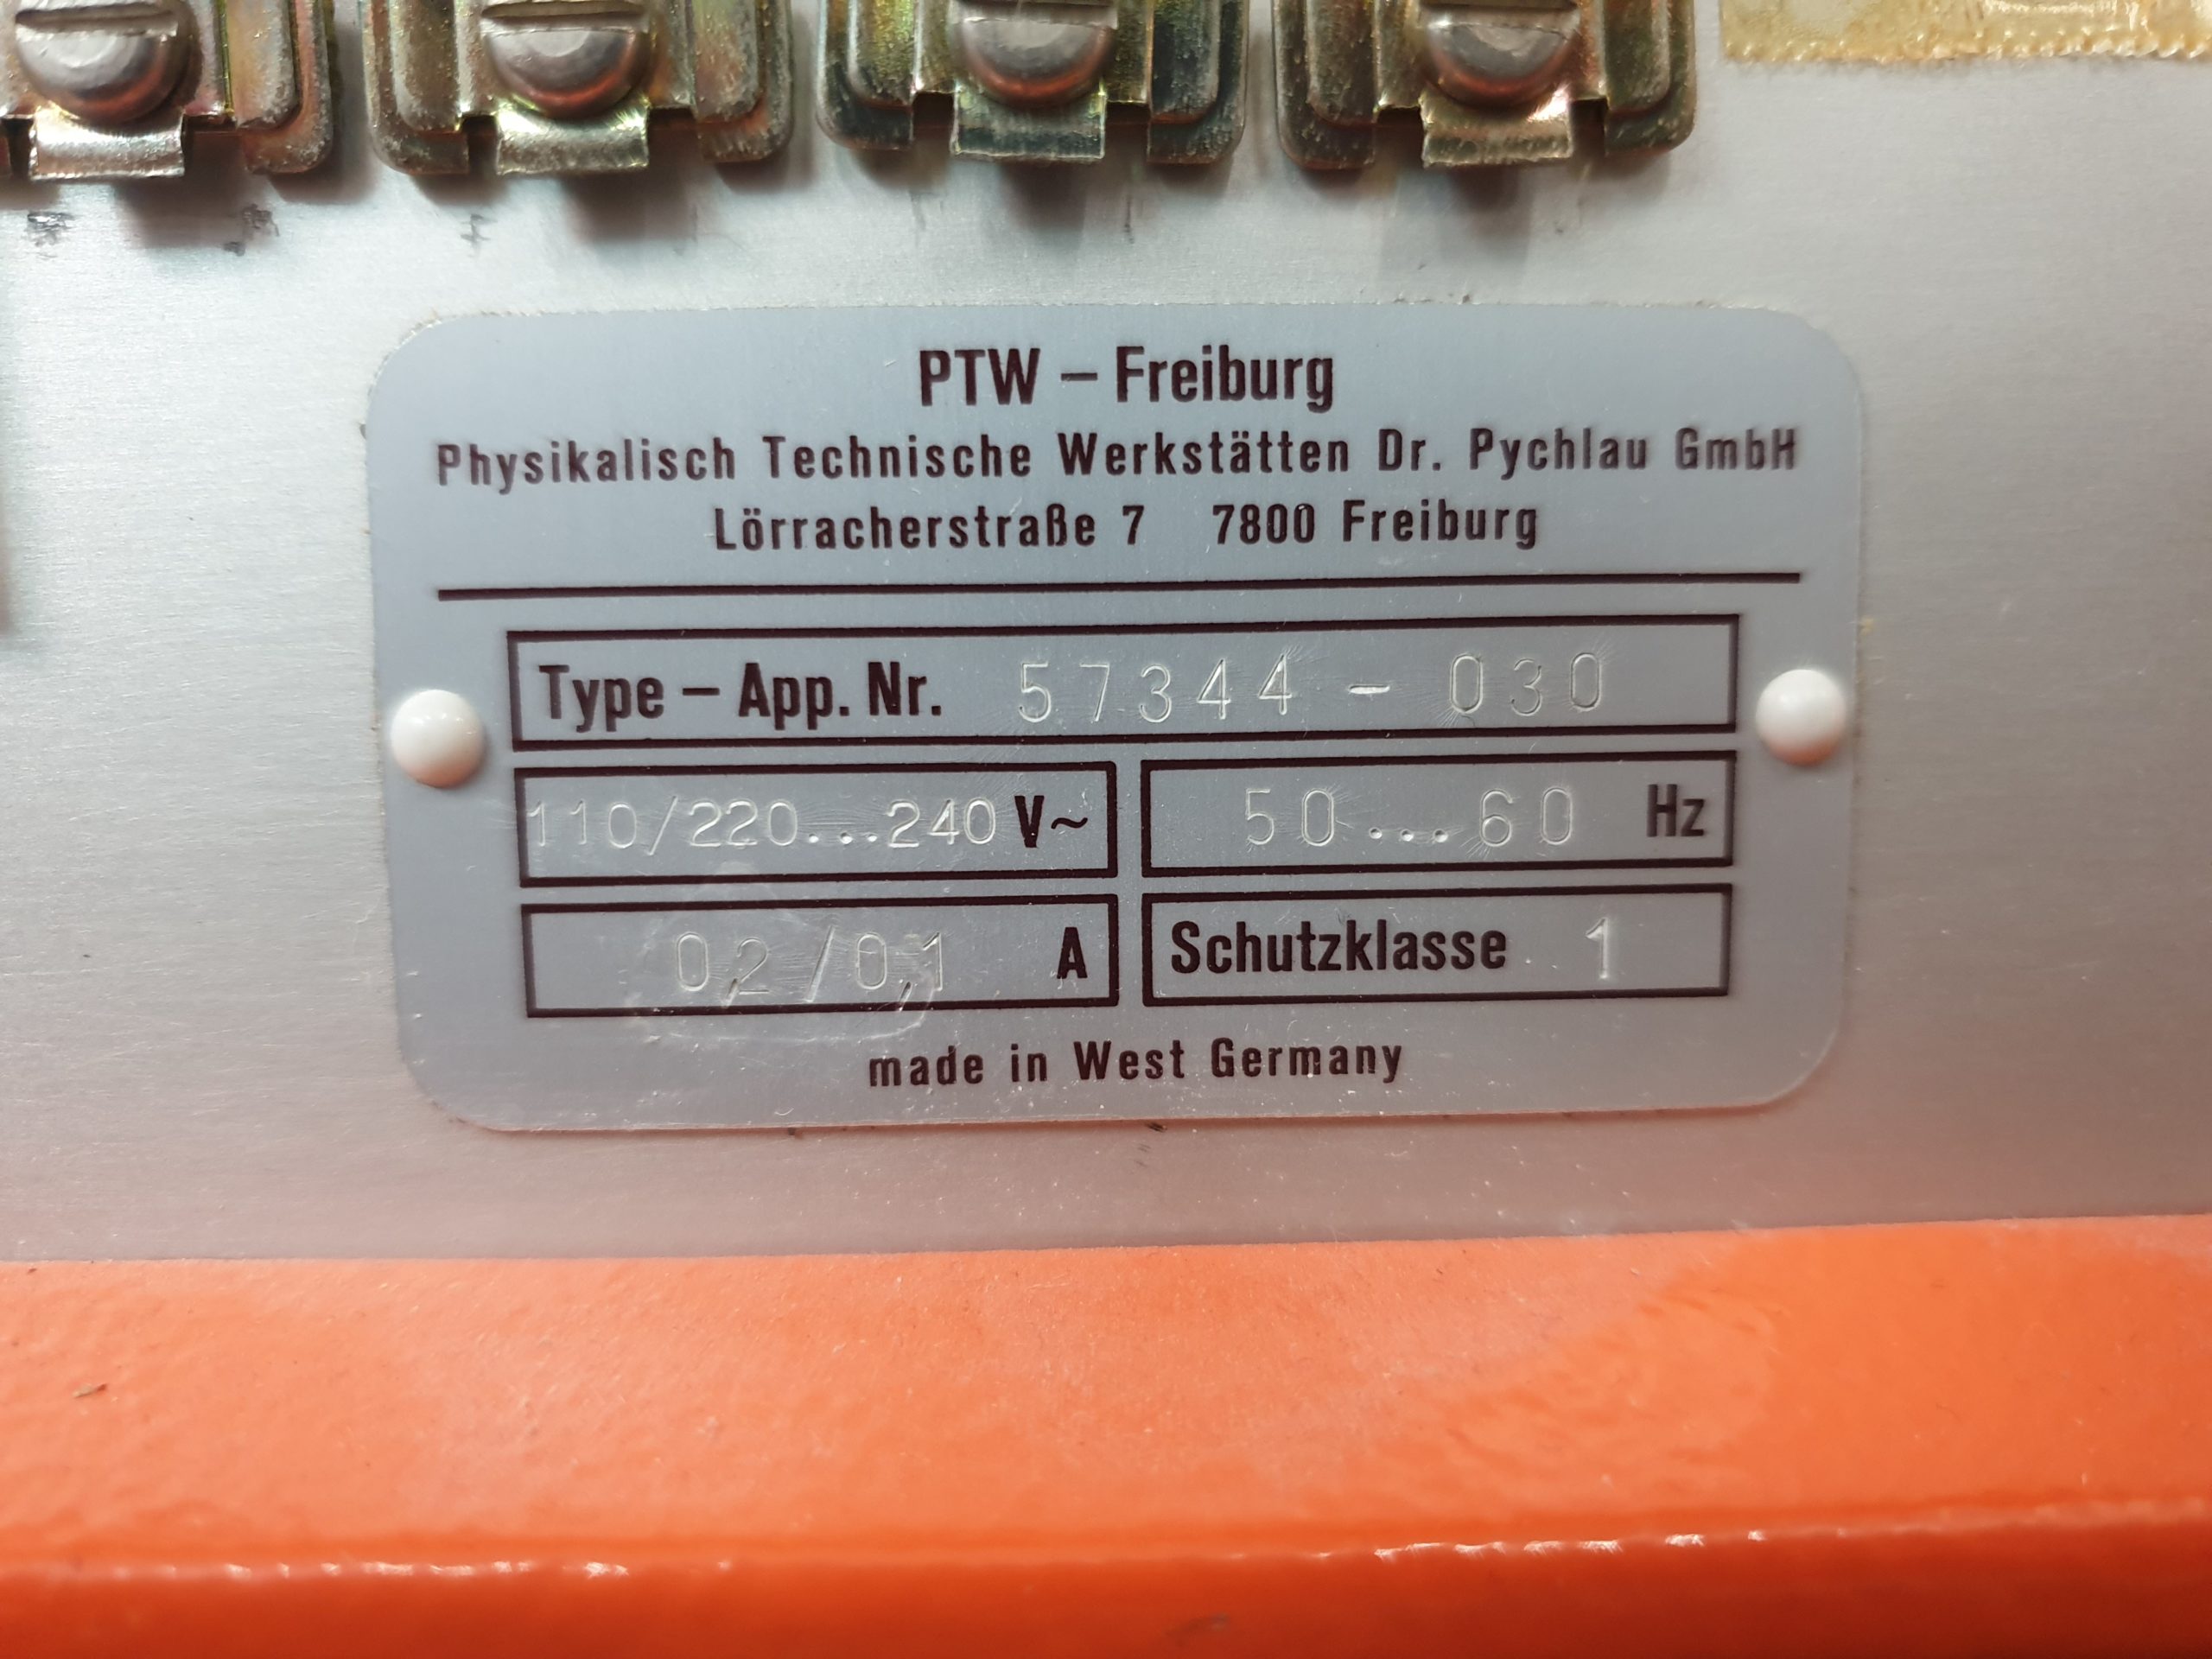 PTW – Freiburg
Physikalisch Technische Werkstätten Dr. Pychlau GmbH
Lörracherstraße 7 7800 Freiburg
Type – App. Nr. 57344 – 030
110/220...240 V~ 50...60 Hz
0,2/0,1 A Schutzklasse 1
made in West Germany